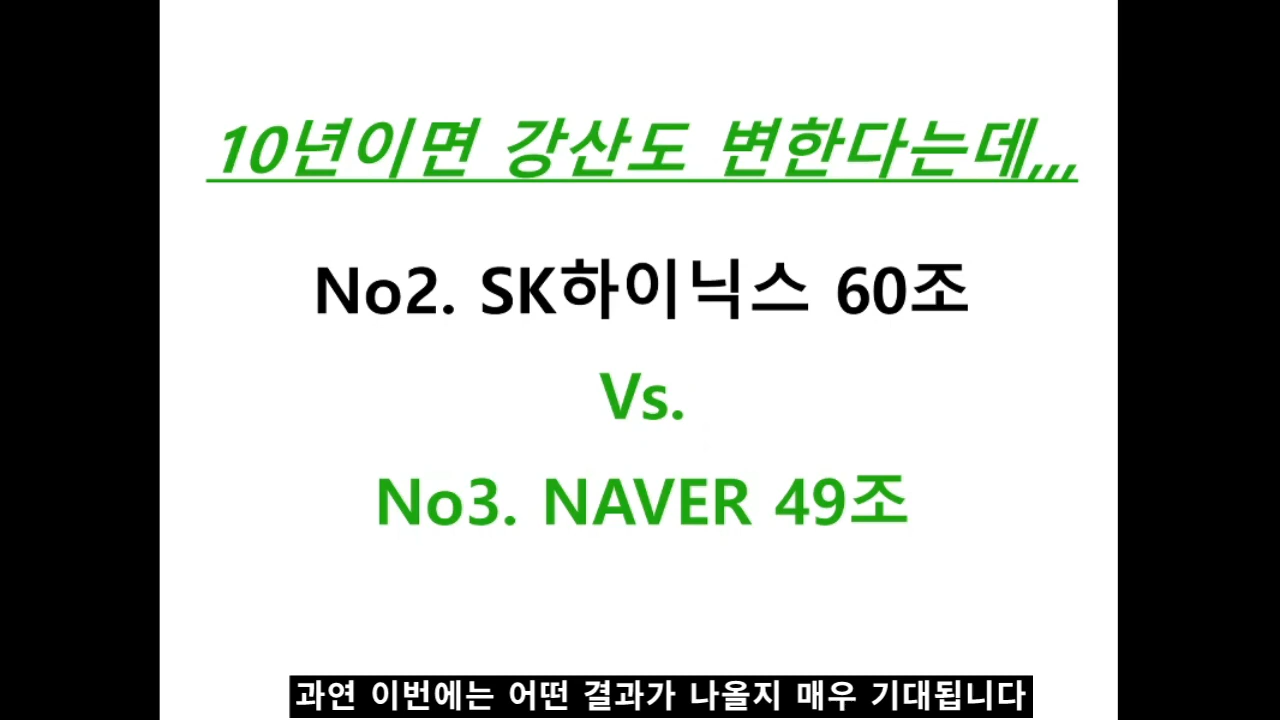 10년이면 강산도 변한다는데,,,
No2. SK하이닉스 60조
Vs.
No3. NAVER 49조
과연 이번에는 어떤 결과가 나올지 매우 기대됩니다